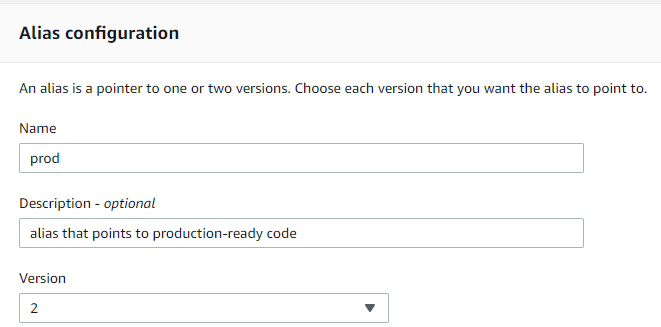 Alias configuration
An alias is a pointer to one or two versions. Choose each version that you want the alias to point to.
Name
prod
Description - optional
alias that points to production-ready code
Version
2